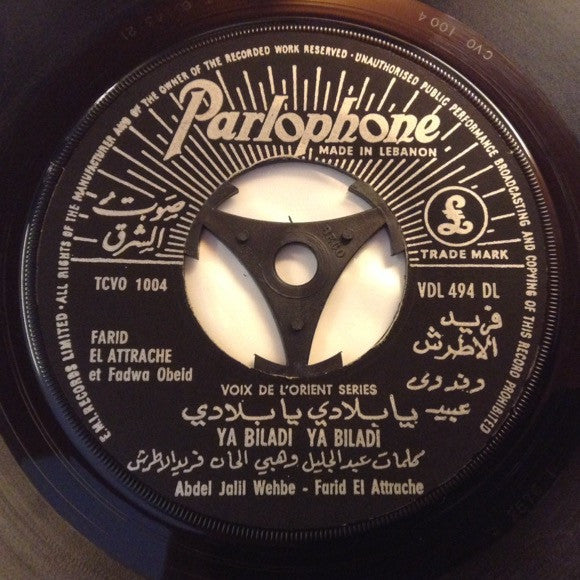 ALL RIGHTS OF THE MANUFACTURER AND OF THE OWNER OF THE RECORDED WORK RESERVED · UNAUTHORISED PUBLIC PERFORMANCE BROADCASTING AND COPYING OF THIS RECORD PROHIBITED
E.M.I. RECORDS LIMITED ·
CVO 1004
Parlophone
MADE IN LEBANON
صوت
الشرق
£
TRADE MARK
TCVO 1004
VDL 494 DL
FARID
EL ATTRACHE
et Fadwa Obeid
فريد
الاطرش
وفدوى
عبيد
VOIX DE L'ORIENT SERIES
يا بلادي يا بلادي
YA BILADI YA BILADI
كلمات عبد الجليل وهبي الحان فريد الاطرش
Abdel Jalil Wehbe - Farid El Attrache